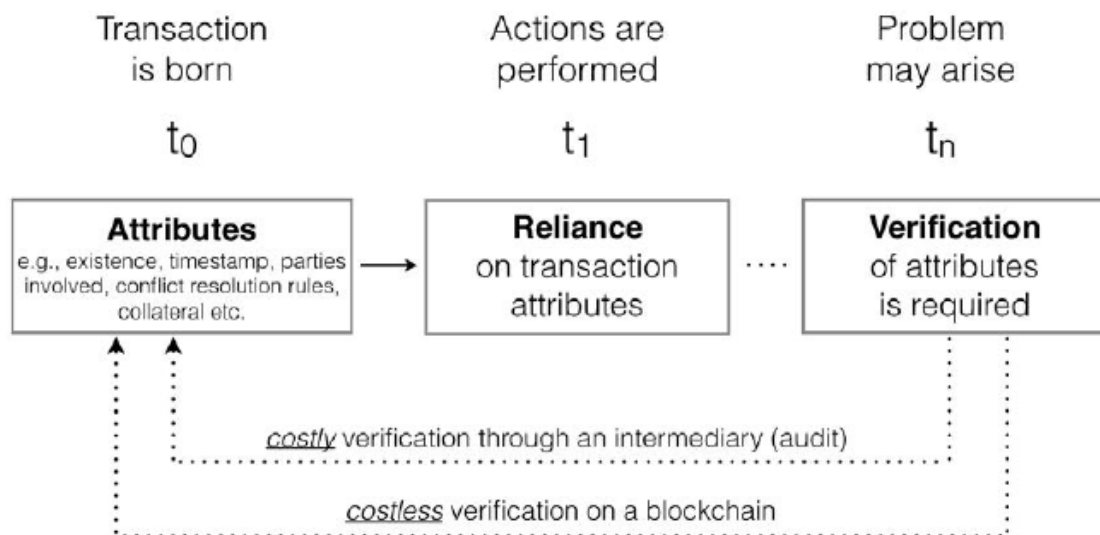 Transaction
is born
Actions are
performed
Problem
may arise
t₀
t₁
tₙ
Attributes
e.g., existence, timestamp, parties
involved, conflict resolution rules,
collateral etc.
Reliance
on transaction
attributes
Verification
of attributes
is required
costly verification through an intermediary (audit)
costless verification on a blockchain